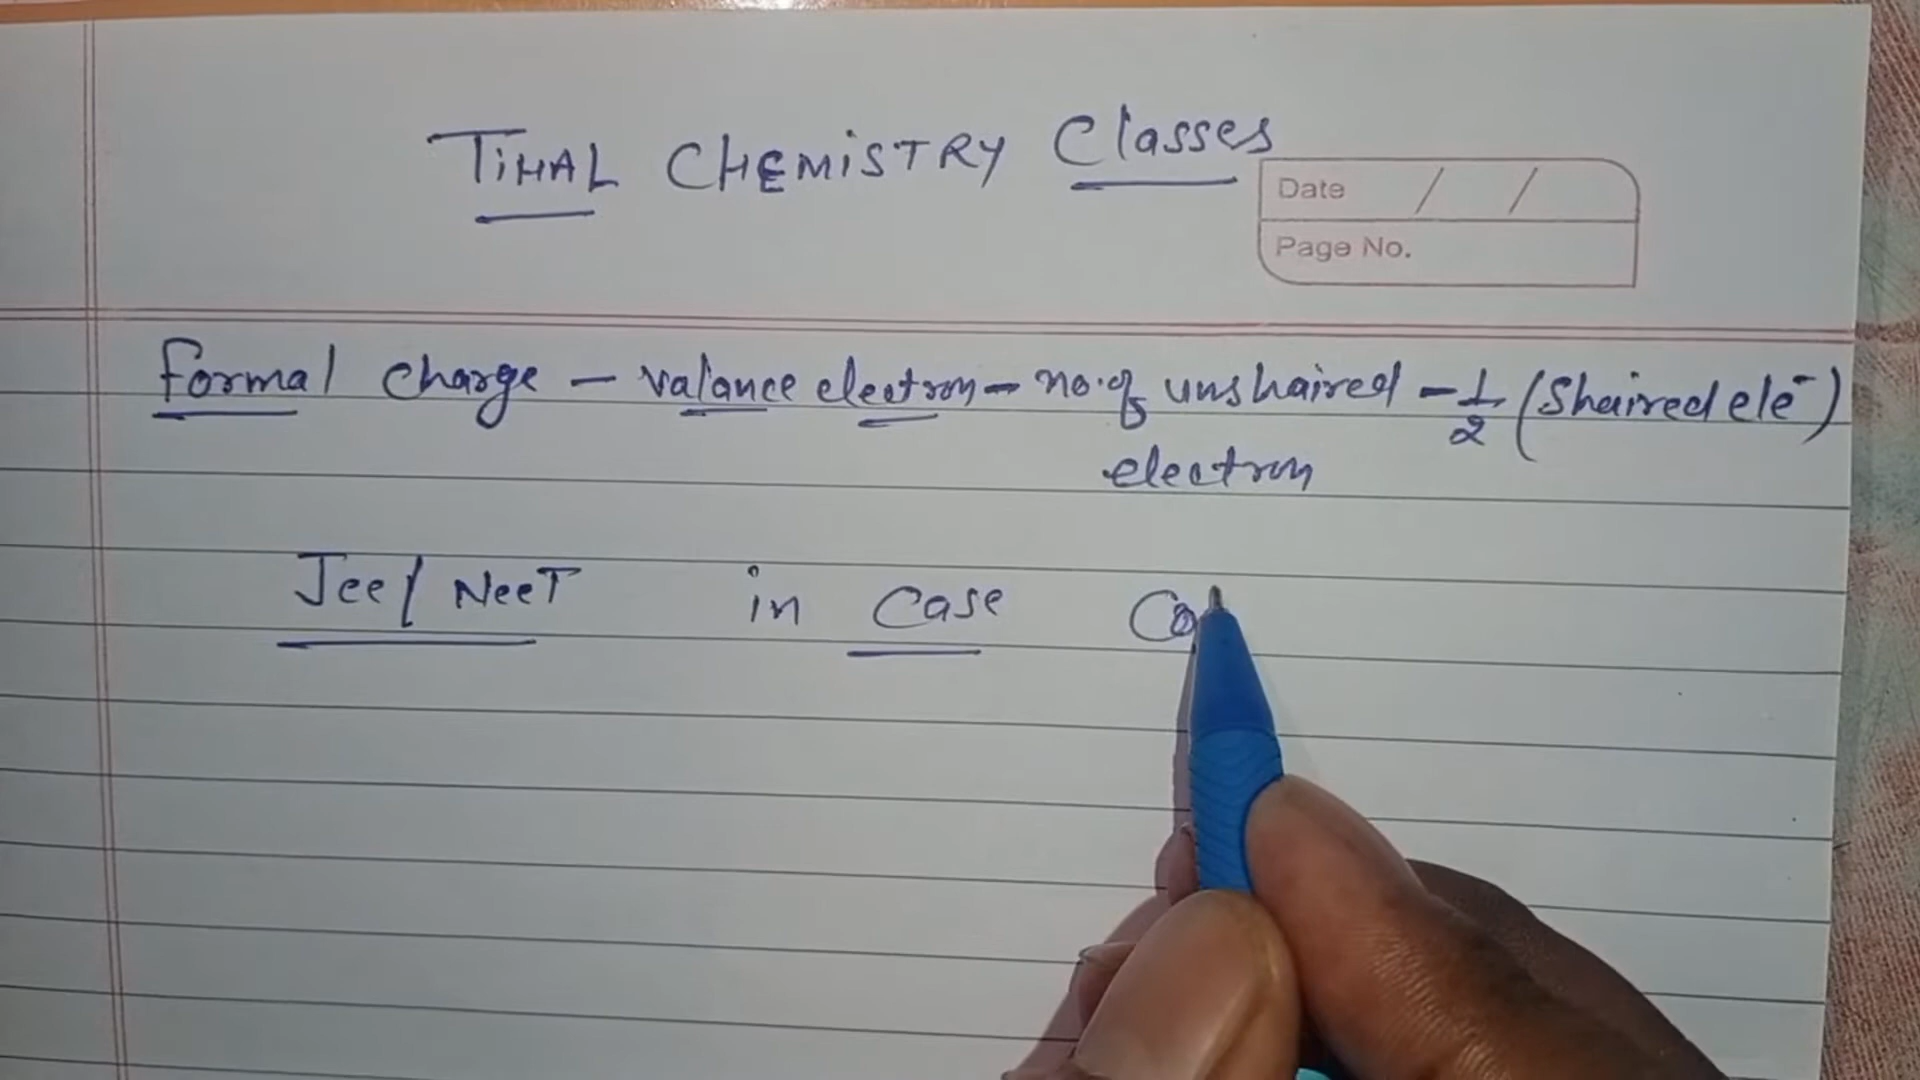 TiHAL CHEMiSTRY Classes
Date / /
Page No.
Formal Charge – valance electron – no. of unshaired – 1/2 (Shaired ele⁻)
electron
Jee/ NeeT in Case Co